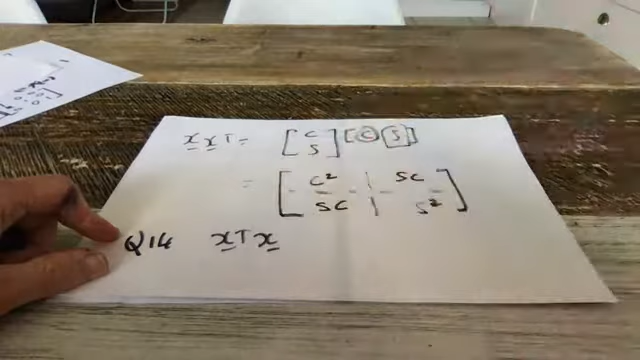 x x T = [ c s ] [ c s ]
= [ c² sc sc s² ]
Q14 x T x